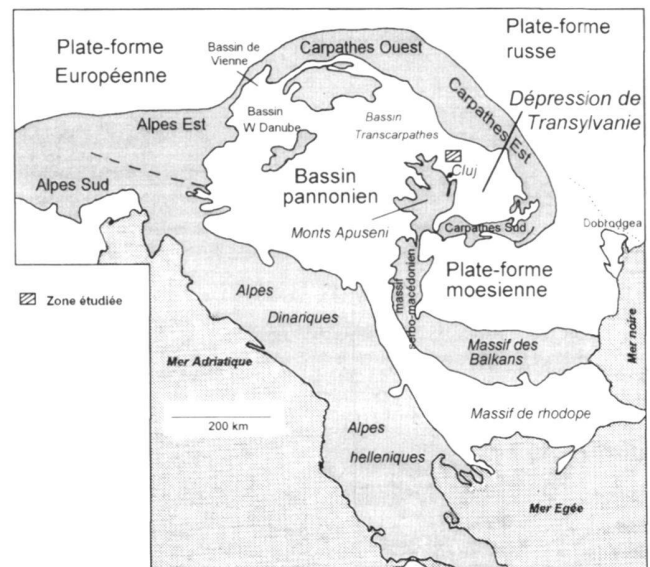 Plate-forme
Européenne
Bassin de
Vienne
Carpathes Ouest
Plate-forme
russe
Carpathes Est
Dépression de
Transylvanie
Alpes Est
Bassin
W Danube
Bassin
Transcarpathes
Alpes Sud
Bassin
pannonien
Cluj
Monts Apuseni
Carpathes Sud
Dobrodgea
Plate-forme
moesienne
massif
serbo-macédonien
Zone étudiée
Alpes
Dinariques
Mer Adriatique
Massif des
Balkans
Mer noire
200 km
Massif de rhodope
Alpes
helleniques
Mer Egée